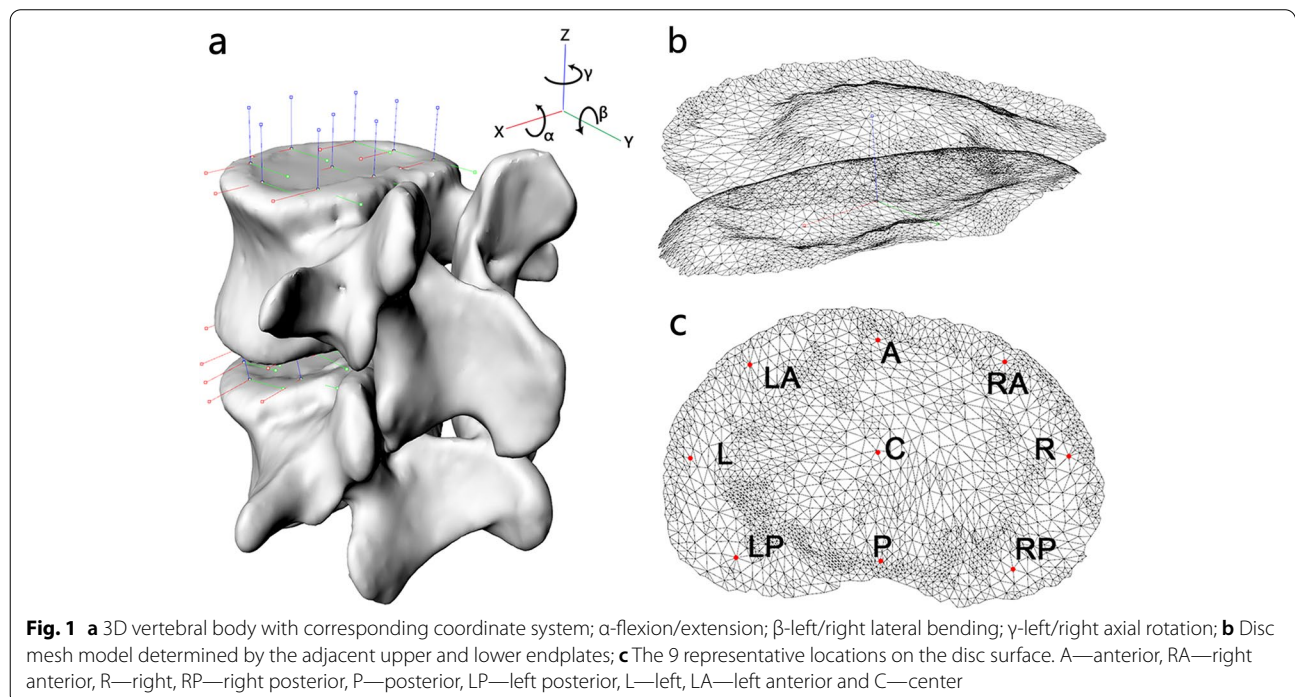 a
Z
γ
β
X
α
Y
b
c
A
LA
RA
L
C
R
LP
P
RP
Fig. 1 a 3D vertebral body with corresponding coordinate system; α-flexion/extension; β-left/right lateral bending; γ-left/right axial rotation; b Disc
mesh model determined by the adjacent upper and lower endplates; c The 9 representative locations on the disc surface. A—anterior, RA—right
anterior, R—right, RP—right posterior, P—posterior, LP—left posterior, L—left, LA—left anterior and C—center